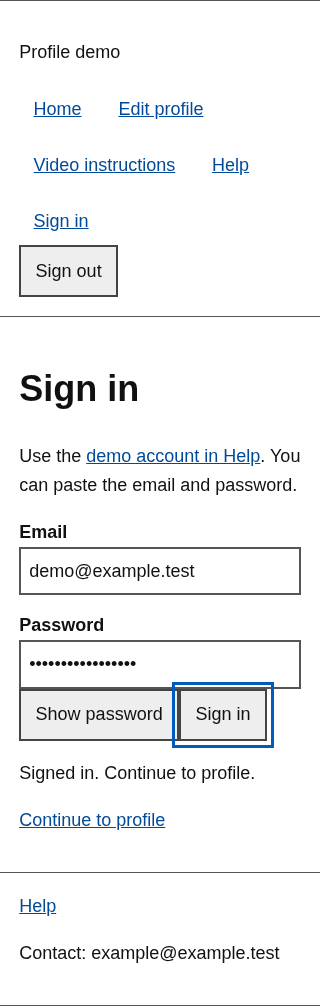 Profile demo
Home Edit profile
Video instructions Help
Sign in
Sign out
Sign in
Use the demo account in Help. You
can paste the email and password.
Email
demo@example.test
Password
•••••••••••••••••
Show password Sign in
Signed in. Continue to profile.
Continue to profile
Help
Contact: example@example.test